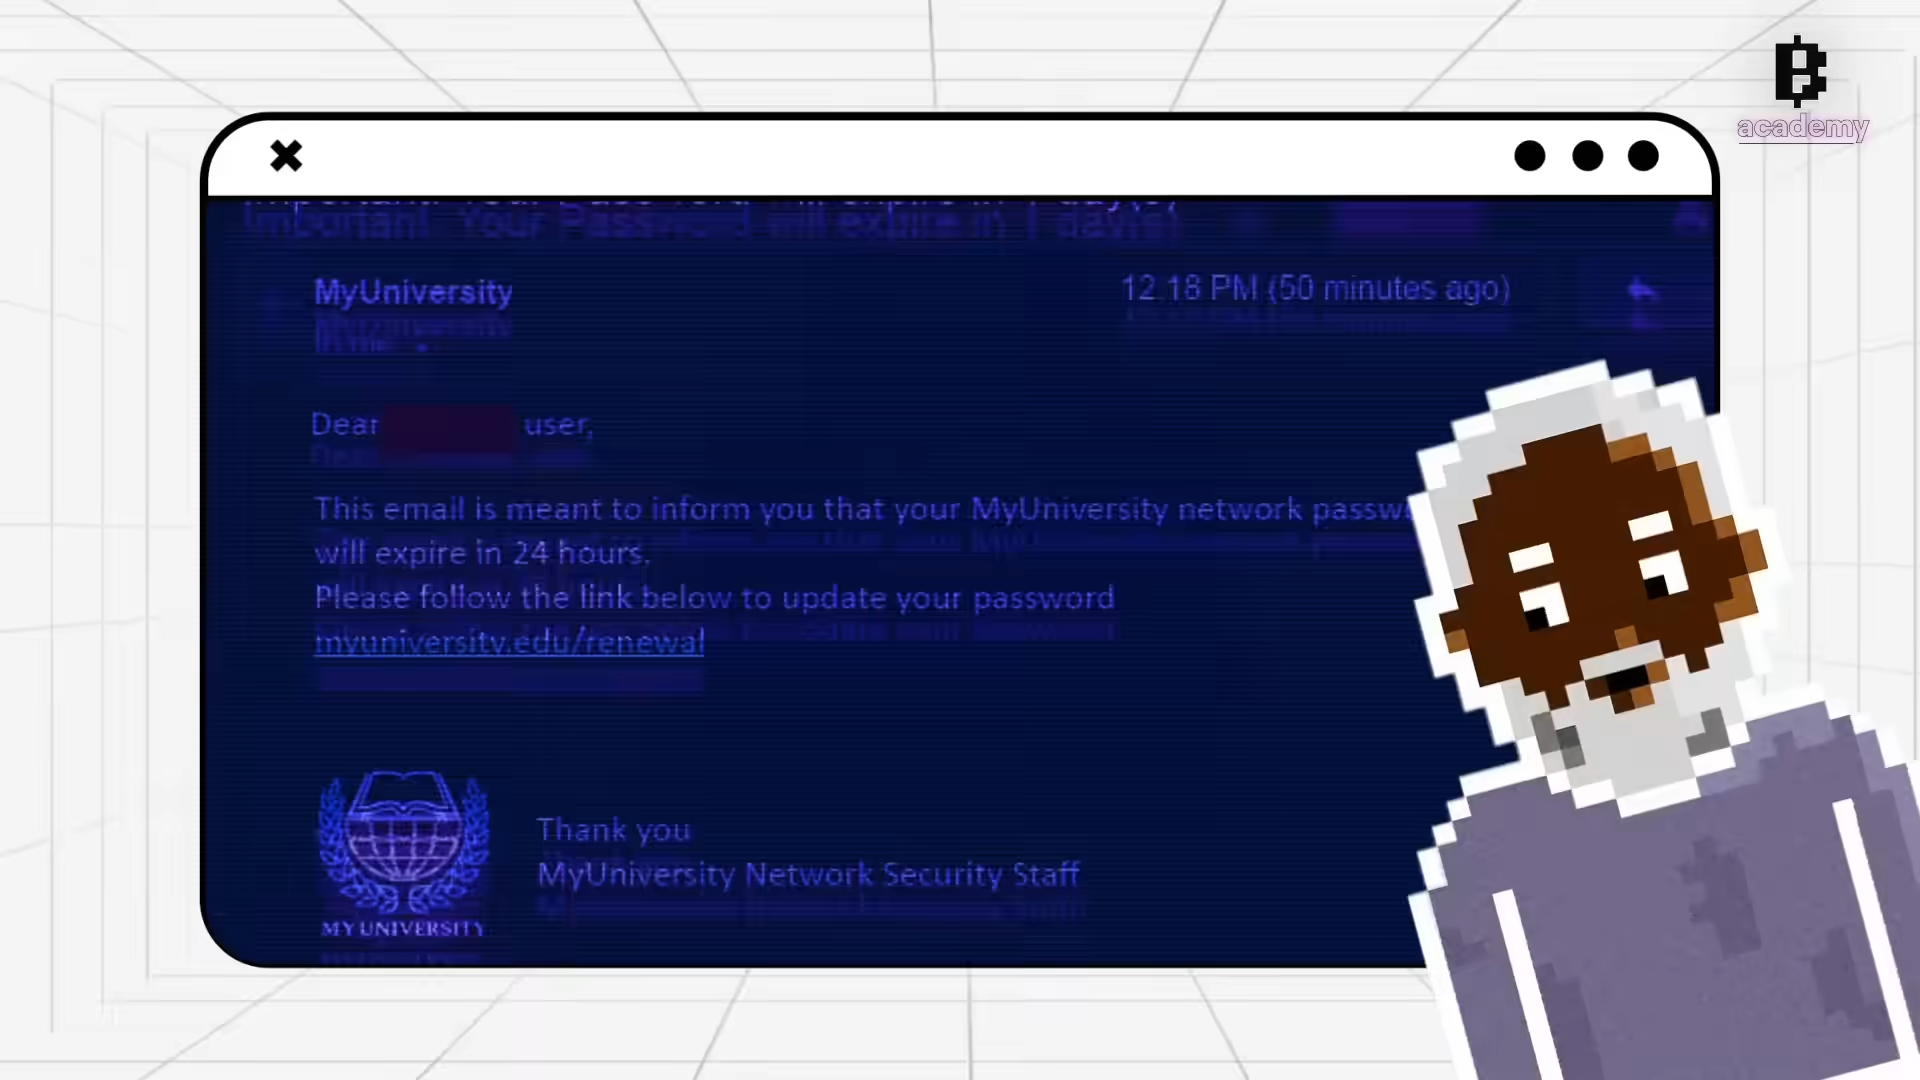 academy
Important: Your Password will expire in 1 day(s)
MyUniversity
12.18 PM (50 minutes ago)
to me
Dear user,
This email is meant to inform you that your MyUniversity network
will expire in 24 hours.
Please follow the link below to update your password
myuniversity.edu/renewal
Thank you
MyUniversity Network Security Staff
MY UNIVERSITY